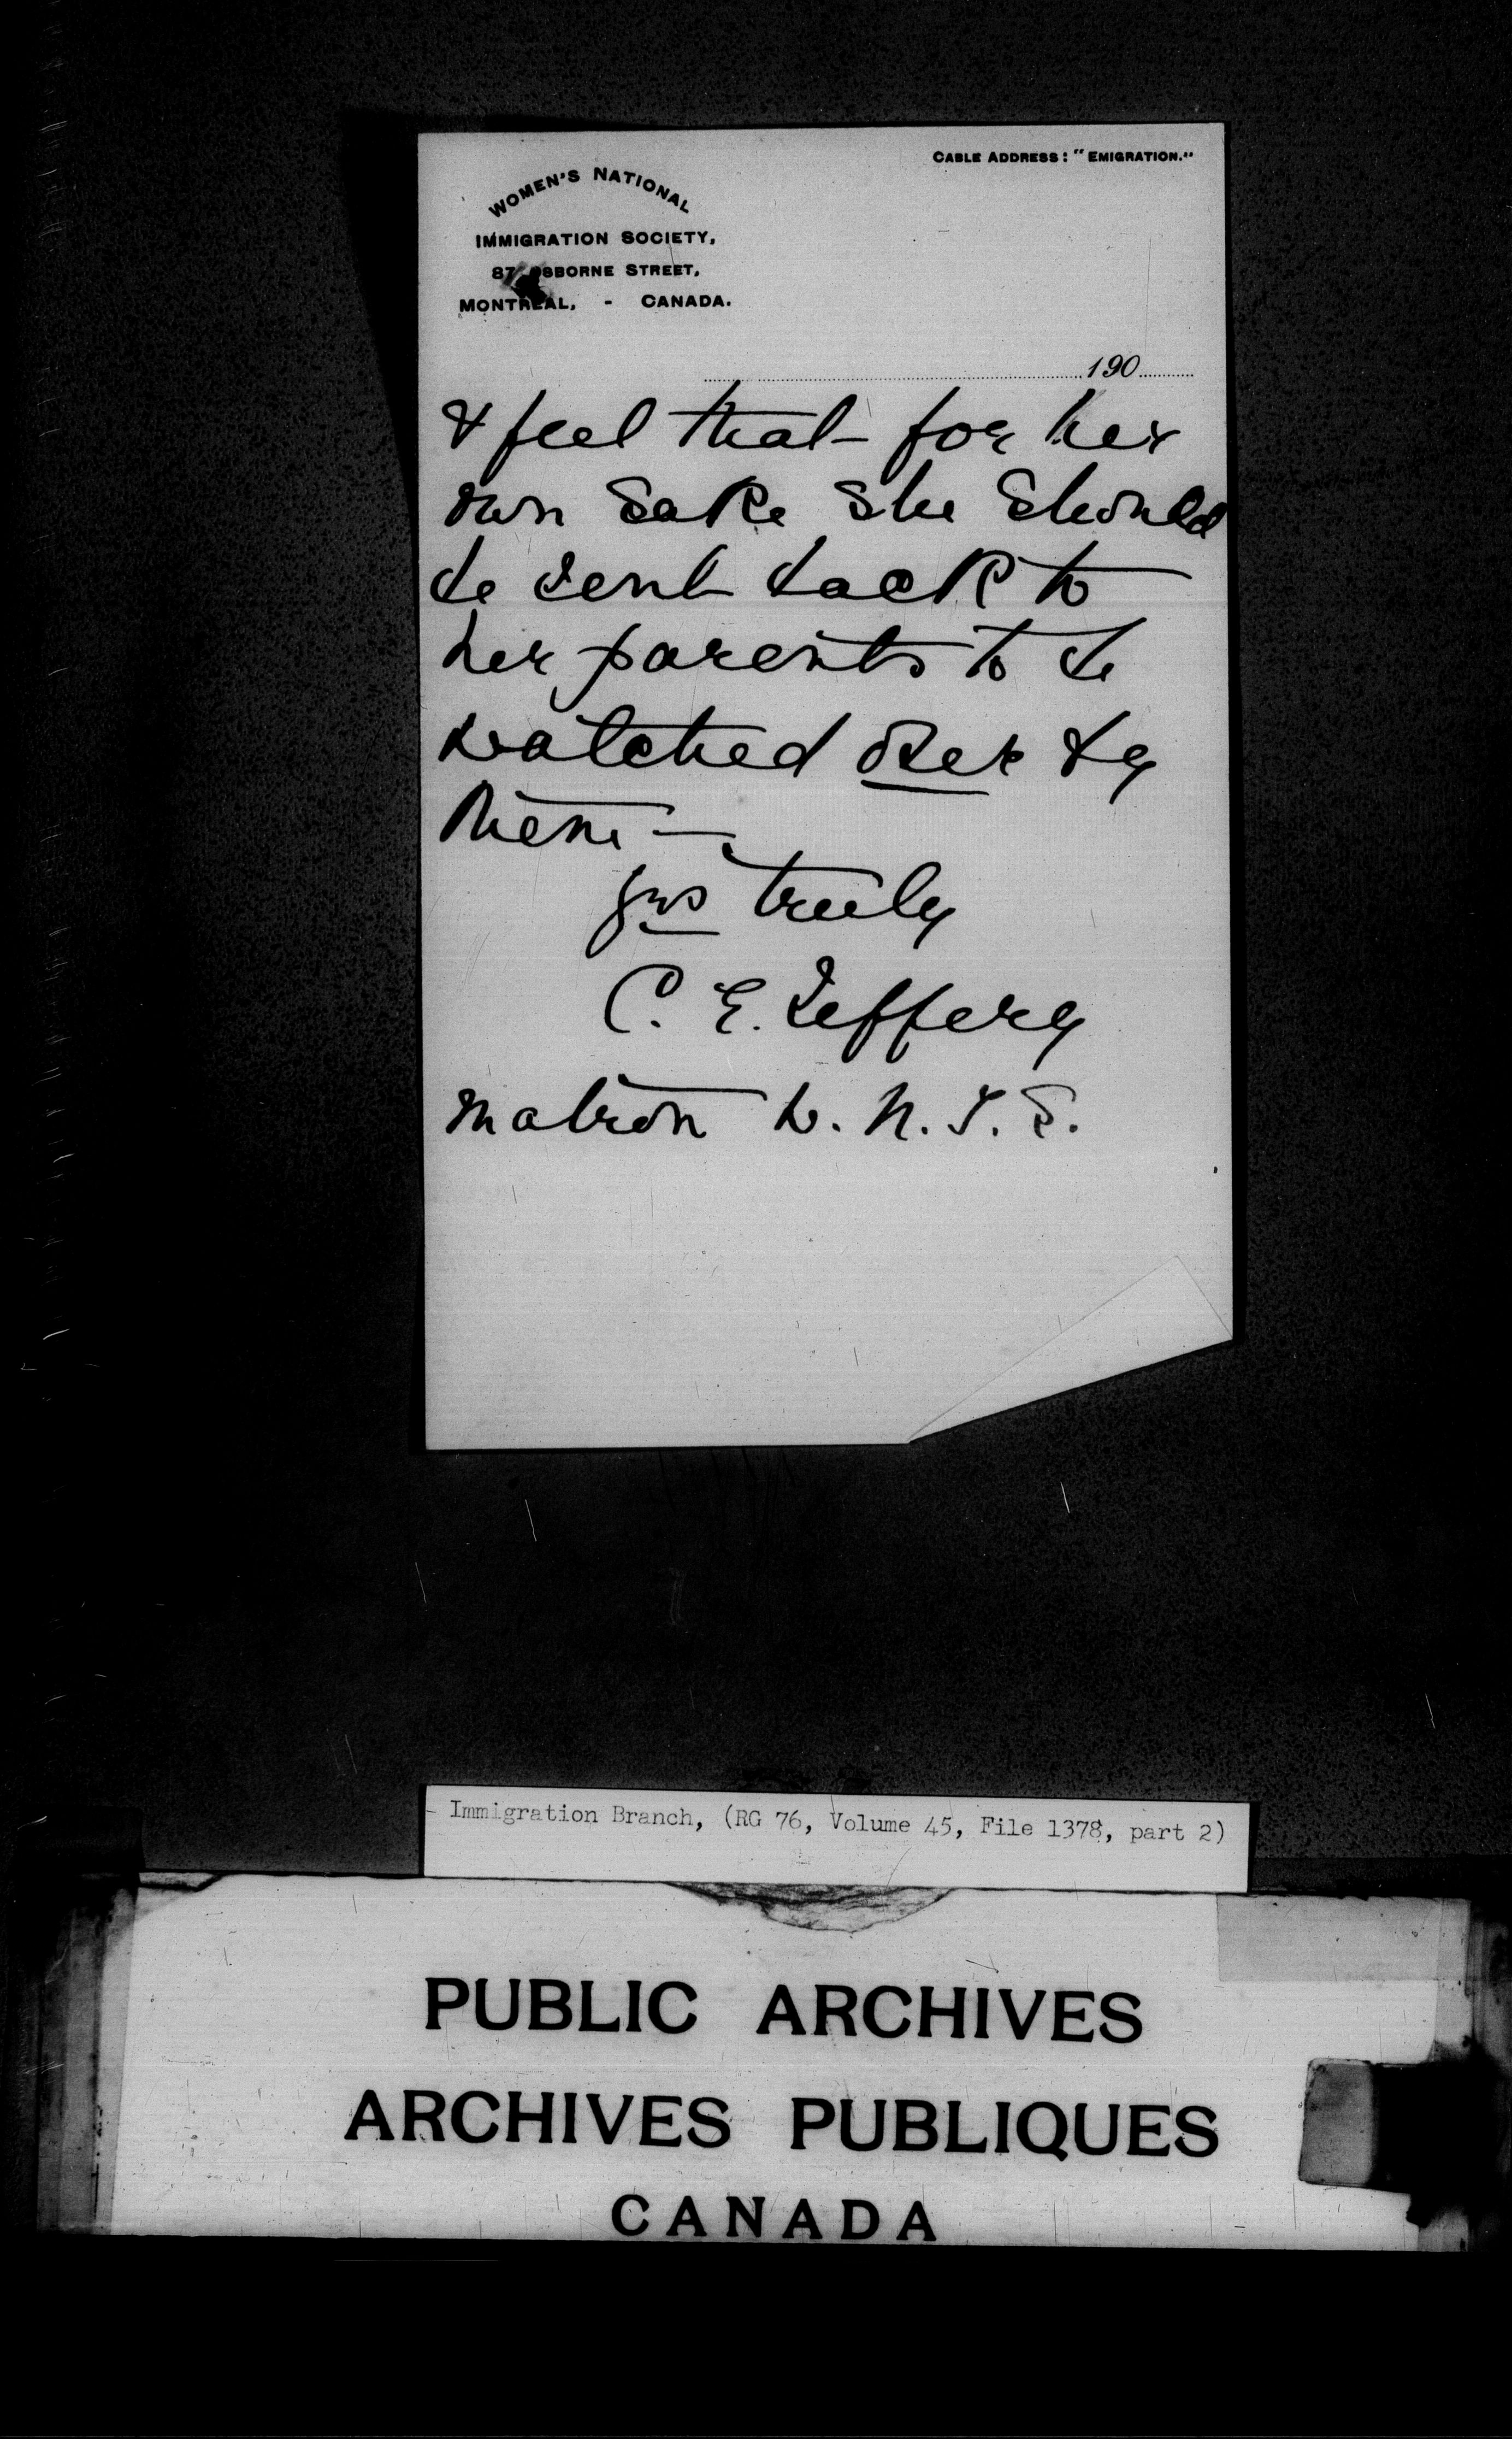 CABLE ADDRESS: "EMIGRATION."
WOMEN'S NATIONAL
IMMIGRATION SOCIETY,
87 OSBORNE STREET,
MONTREAL, - CANADA.
190
& feel that for her
own sake she should
be sent back to
her parents to be
watched over by
them —
yrs truly
C. E. Jeffery
Matron W. N. I. S.
- Immigration Branch, (RG 76, Volume 45, File 1378, part 2)
PUBLIC ARCHIVES
ARCHIVES PUBLIQUES
CANADA